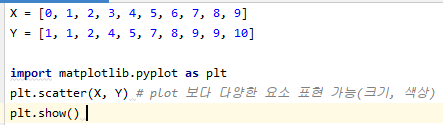 X = [0, 1, 2, 3, 4, 5, 6, 7, 8, 9]
Y = [1, 1, 2, 4, 5, 7, 8, 9, 9, 10]
import matplotlib.pyplot as plt
plt.scatter(X, Y) # plot 보다 다양한 요소 표현 가능(크기, 색상)
plt.show()